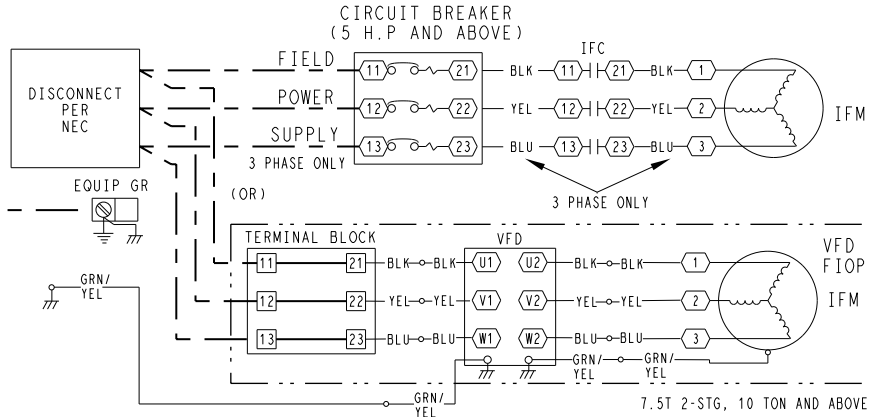 CIRCUIT BREAKER
(5 H.P AND ABOVE)
IFC
FIELD
11 21 BLK 11 21 BLK 1
DISCONNECT
PER
NEC
POWER
12 22 YEL 12 22 YEL 2
IFM
SUPPLY
13 23 BLU 13 23 BLU 3
3 PHASE ONLY
3 PHASE ONLY
EQUIP GR
(OR)
TERMINAL BLOCK
VFD
VFD
FIOP
11 21 BLK BLK U1 U2 BLK BLK 1
GRN/
YEL
12 22 YEL YEL V1 V2 YEL YEL 2
IFM
13 23 BLU BLU W1 W2 BLU BLU 3
GRN/
YEL
GRN/
YEL
GRN/
YEL
7.5T 2-STG, 10 TON AND ABOVE